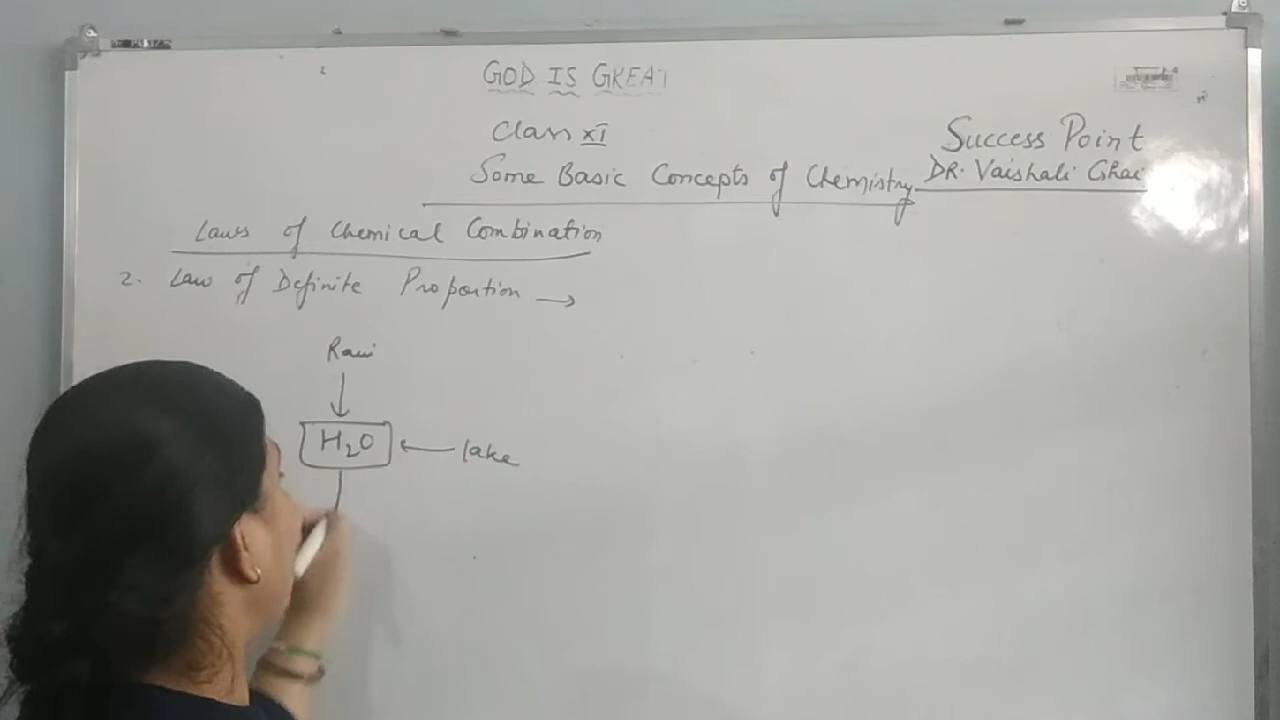 GOD IS GREAT
Class XI
Success Point
Some Basic Concepts of Chemistry
DR. Vaishali Ghai
Laws of Chemical Combination
2. Law of Definite Proportion →
↓
H₂O ← lake